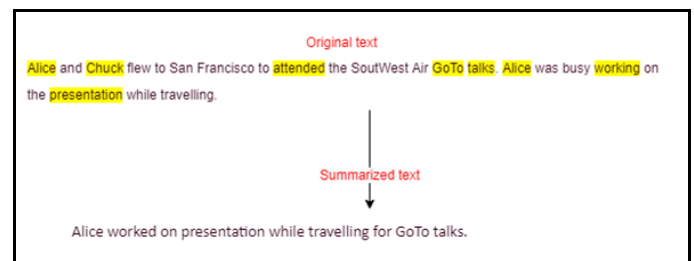 Original text
Alice and Chuck flew to San Francisco to attended the SoutWest Air GoTo talks. Alice was busy working on
the presentation while travelling.
Summarized text
Alice worked on presentation while travelling for GoTo talks.